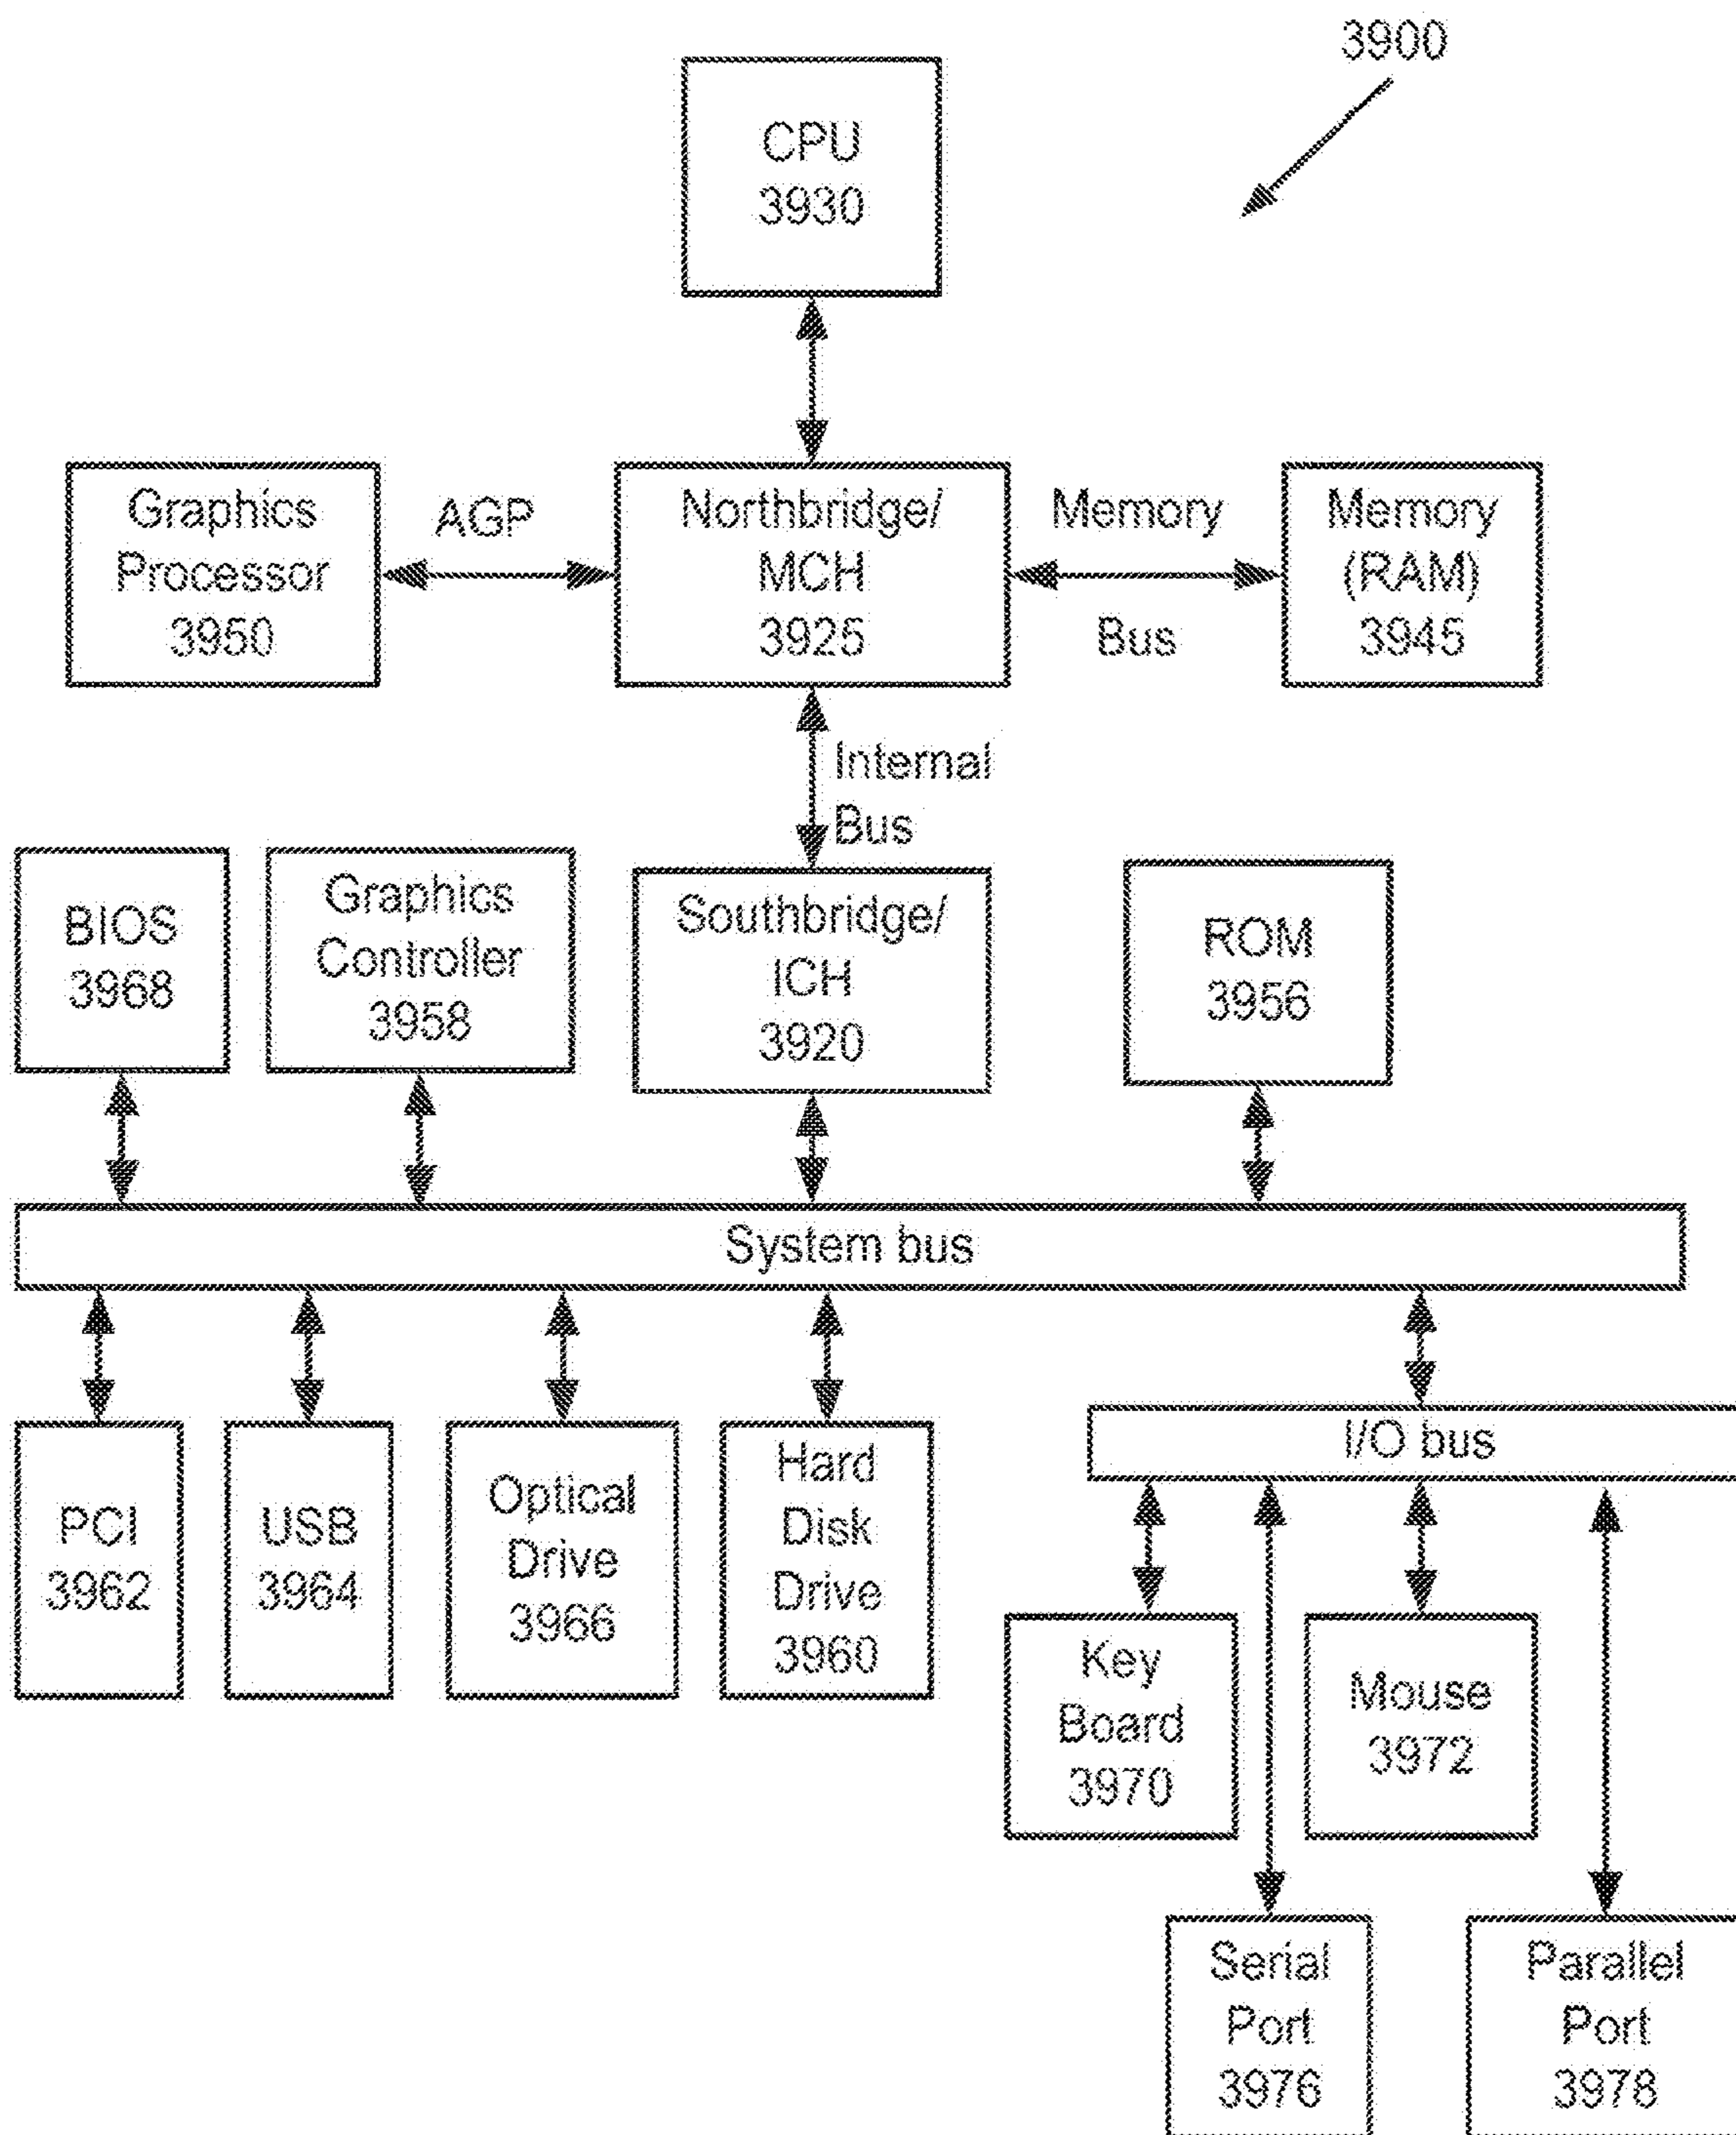 3900
CPU
3930
Graphics
Processor
3950
AGP
Northbridge/
MCH
3925
Memory
Bus
Memory
(RAM)
3945
Internal
Bus
BIOS
3968
Graphics
Controller
3958
Southbridge/
ICH
3920
ROM
3956
System bus
PCI
3962
USB
3964
Optical
Drive
3966
Hard
Disk
Drive
3960
I/O bus
Key
Board
3970
Mouse
3972
Serial
Port
3976
Parallel
Port
3978